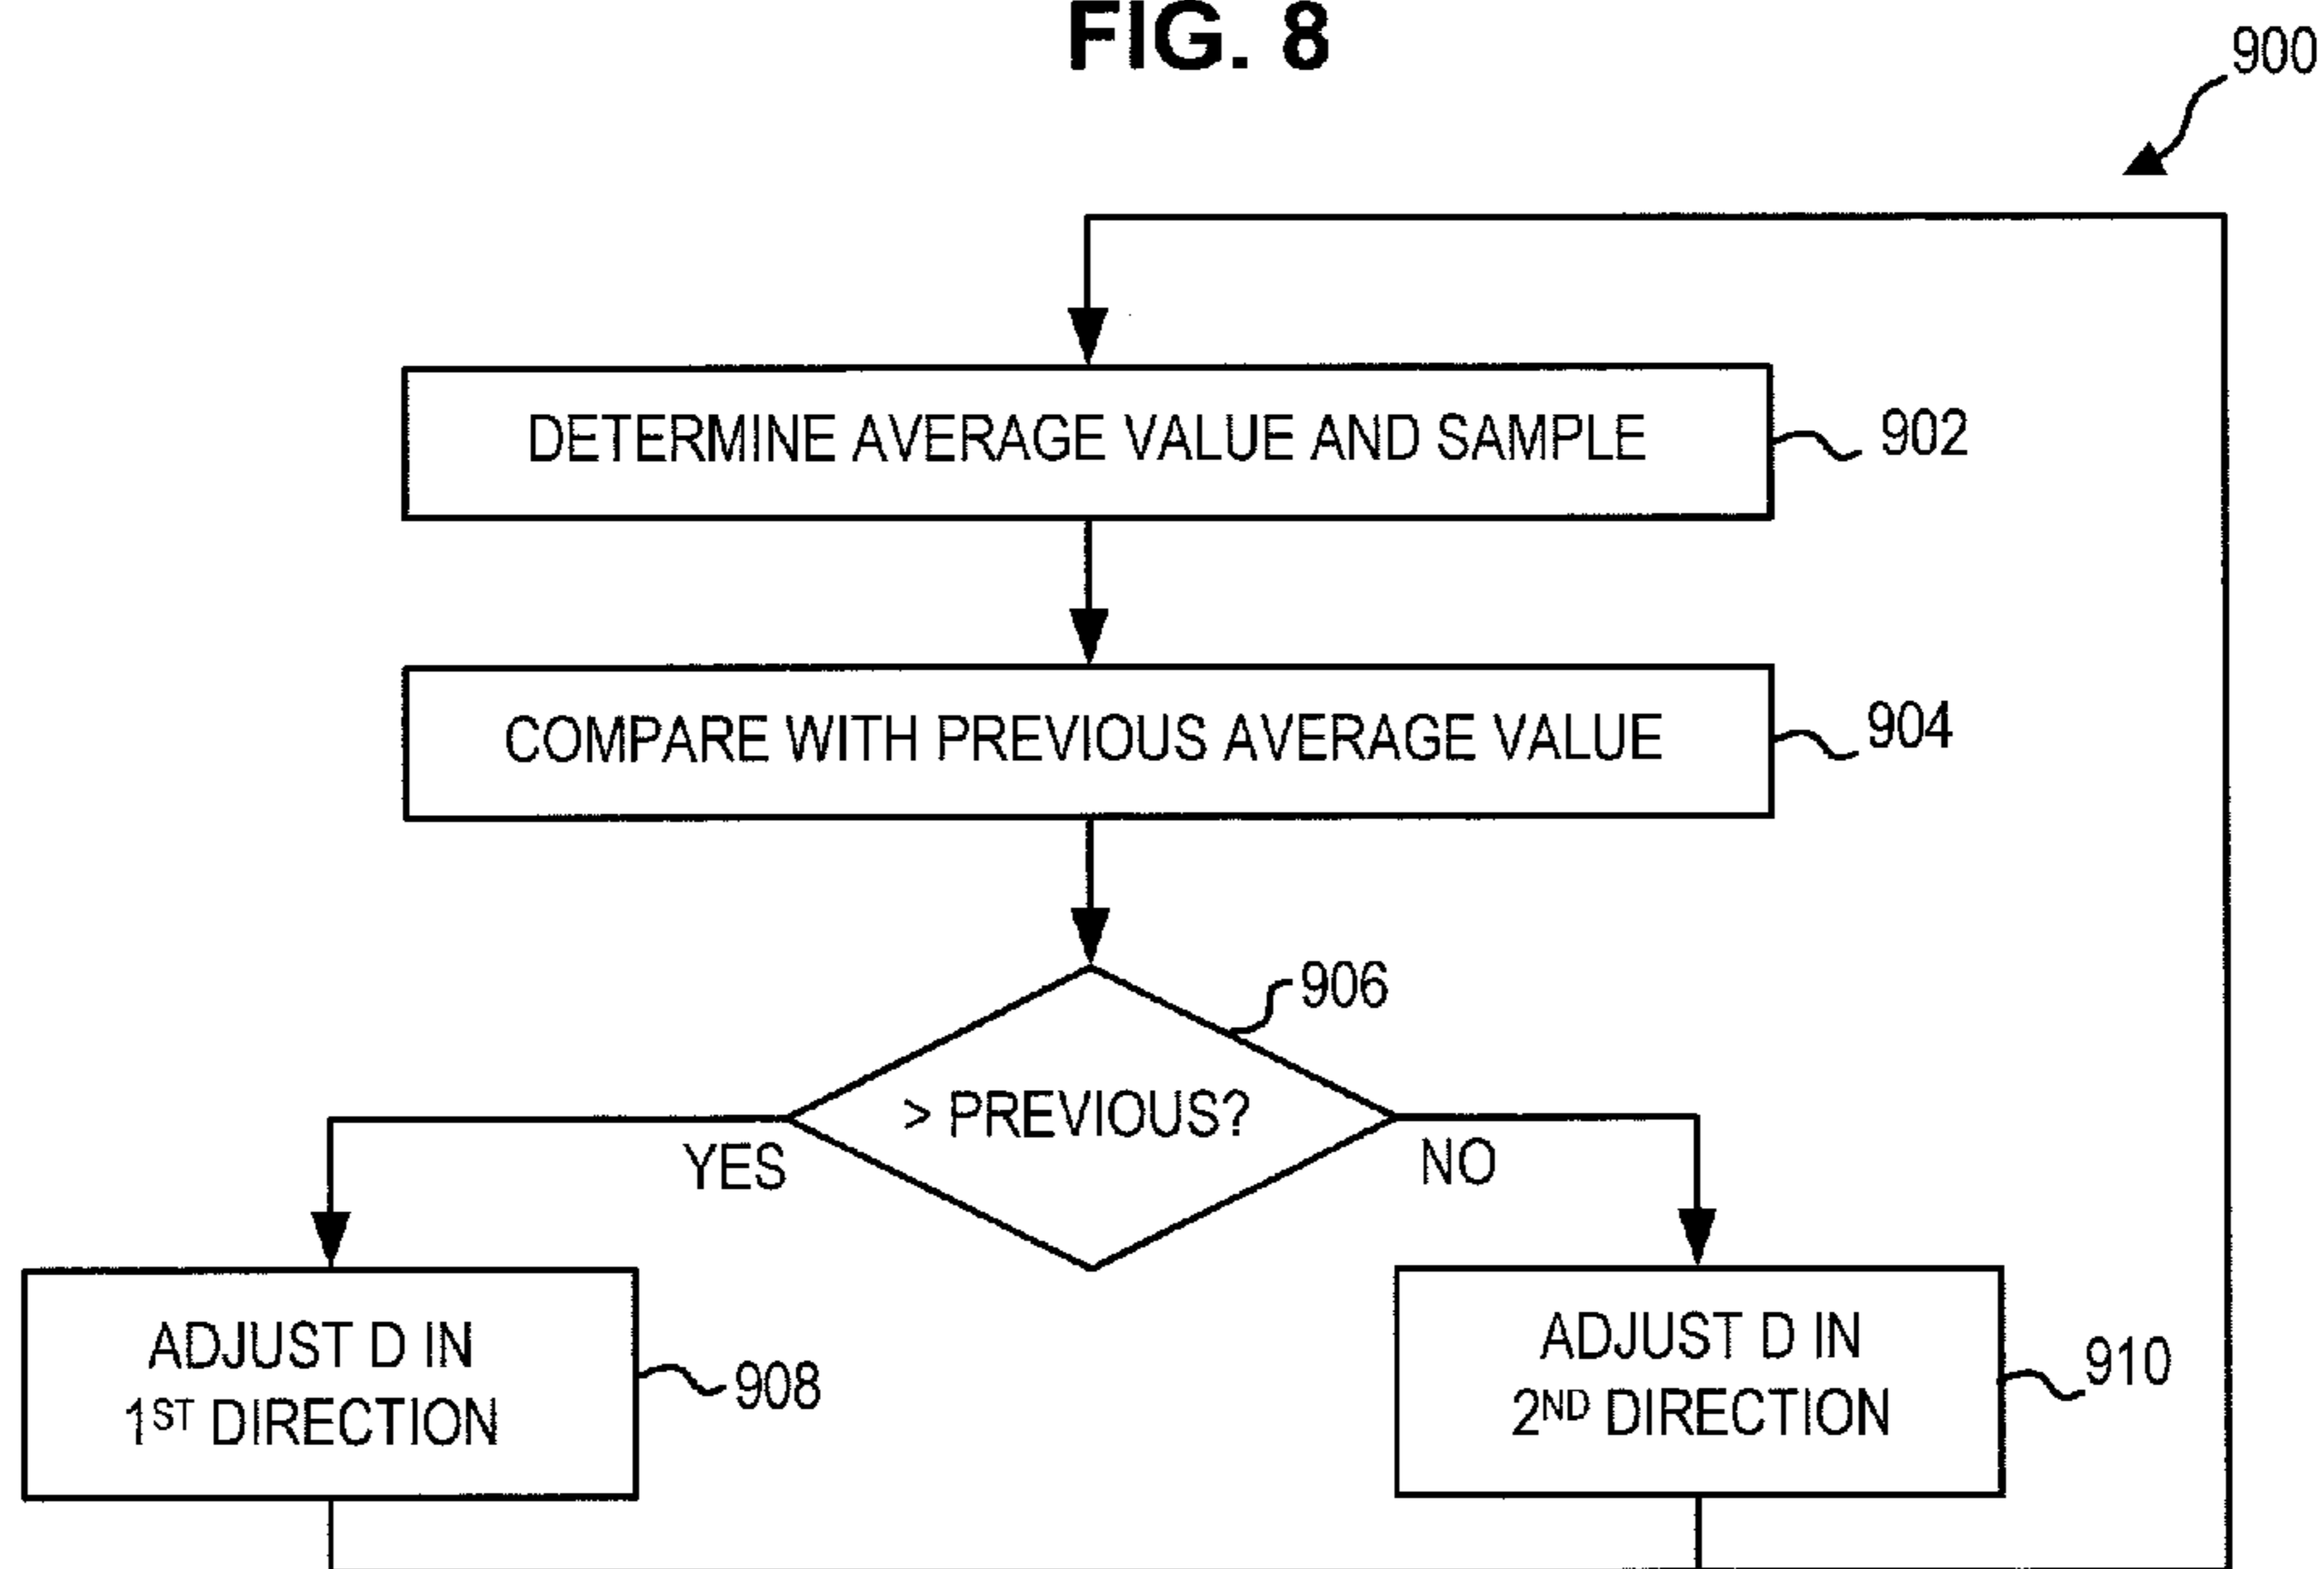 FIG. 8
900
DETERMINE AVERAGE VALUE AND SAMPLE
902
COMPARE WITH PREVIOUS AVERAGE VALUE
904
906
> PREVIOUS?
YES
NO
ADJUST D IN
1ST DIRECTION
908
ADJUST D IN
2ND DIRECTION
910